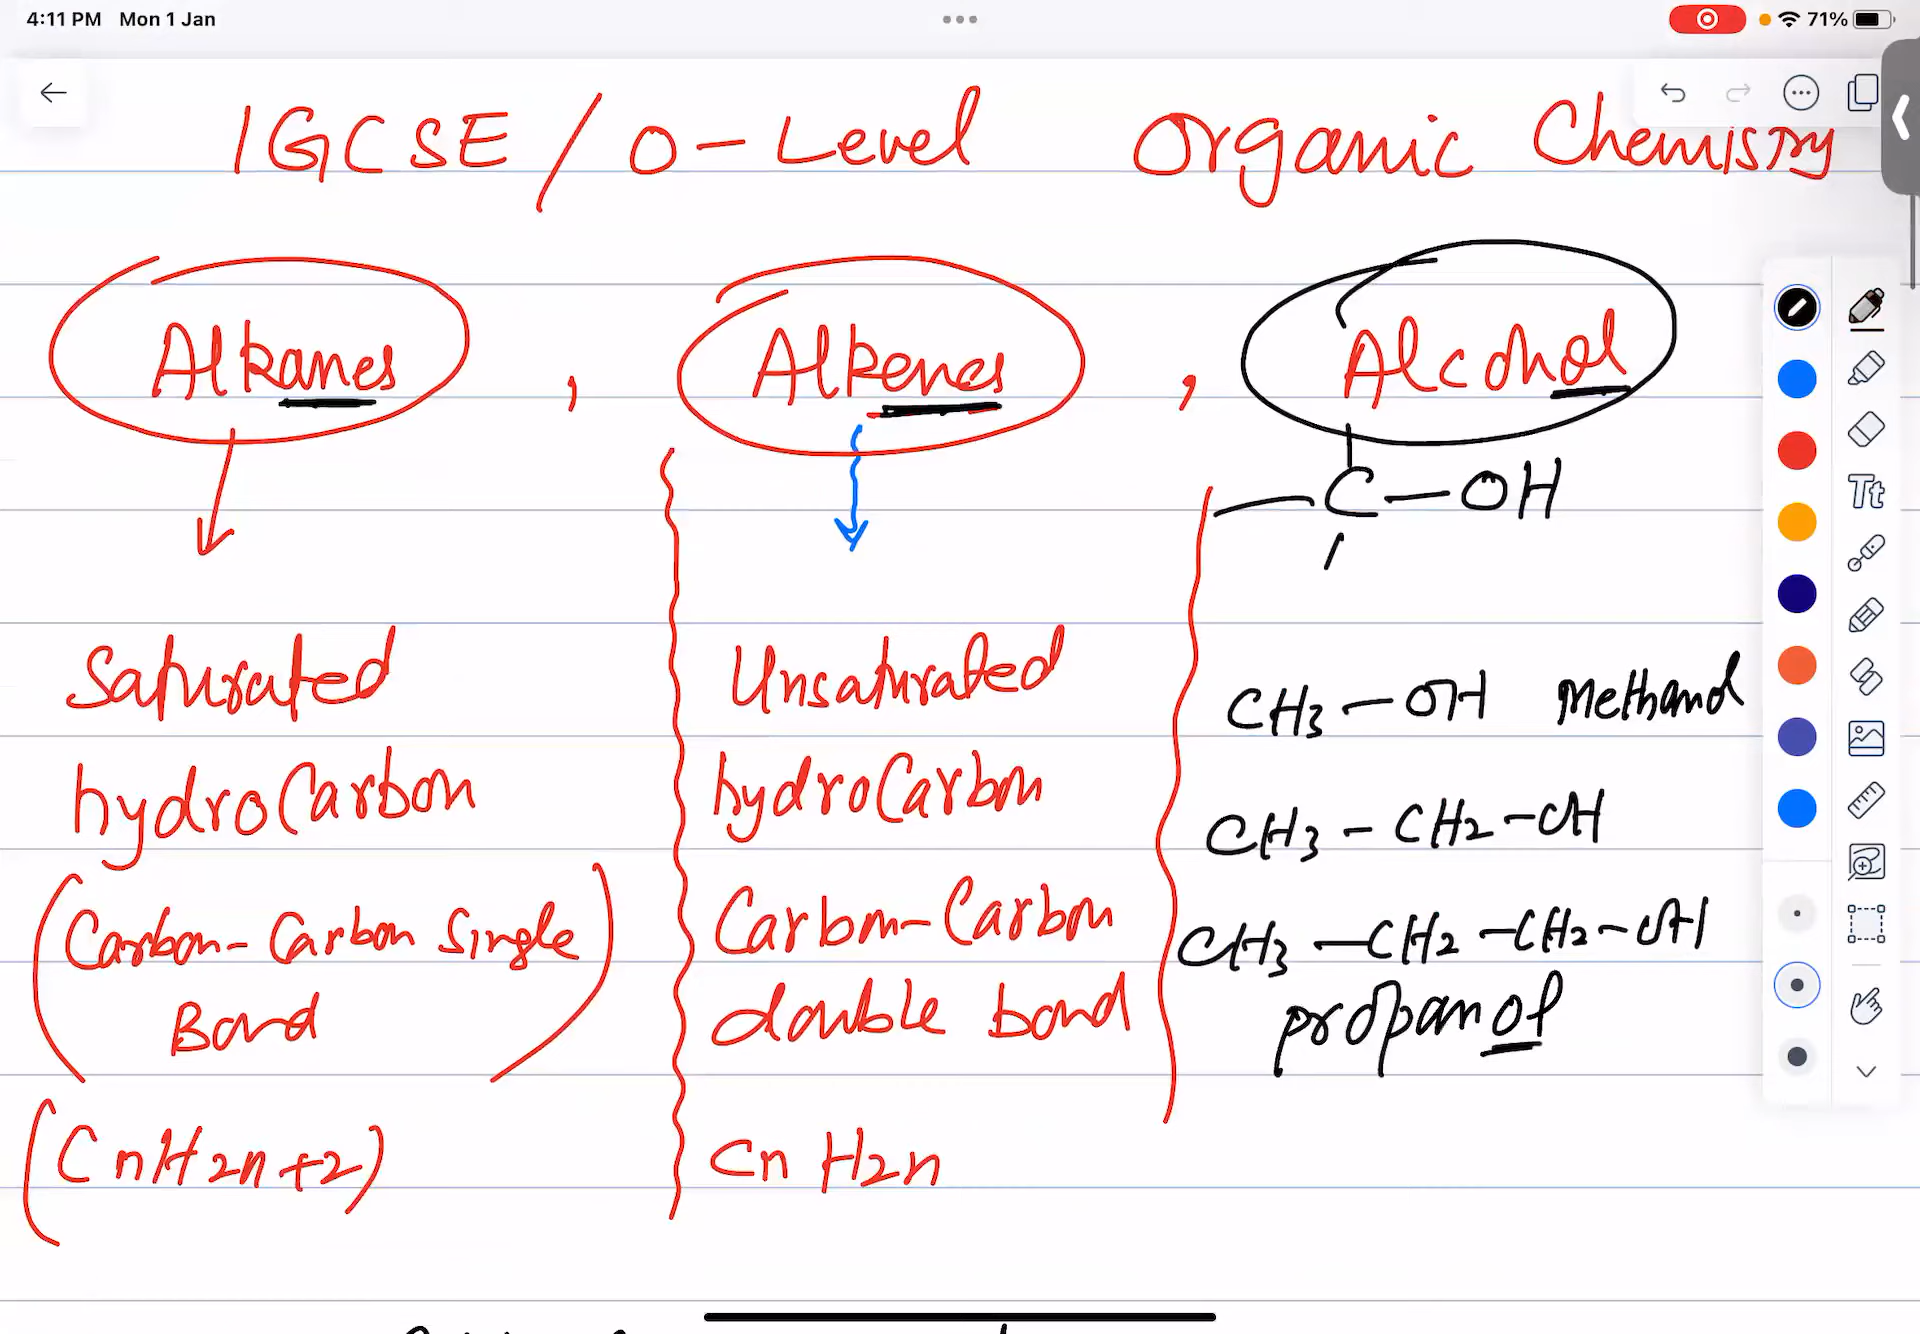 4:11 PM Mon 1 Jan
71%
IGCSE / O-Level Organic Chemistry
Alkanes , Alkenes , Alcohol
C-OH
Saturated
hydroCarbon
(Carbon-Carbon Single
Bond)
(CnH2n+2)
Unsaturated
hydroCarbon
Carbon-Carbon
double bond
CnH2n
CH3-OH Methanol
CH3-CH2-OH
CH3-CH2-CH2-OH
propanol
Tt